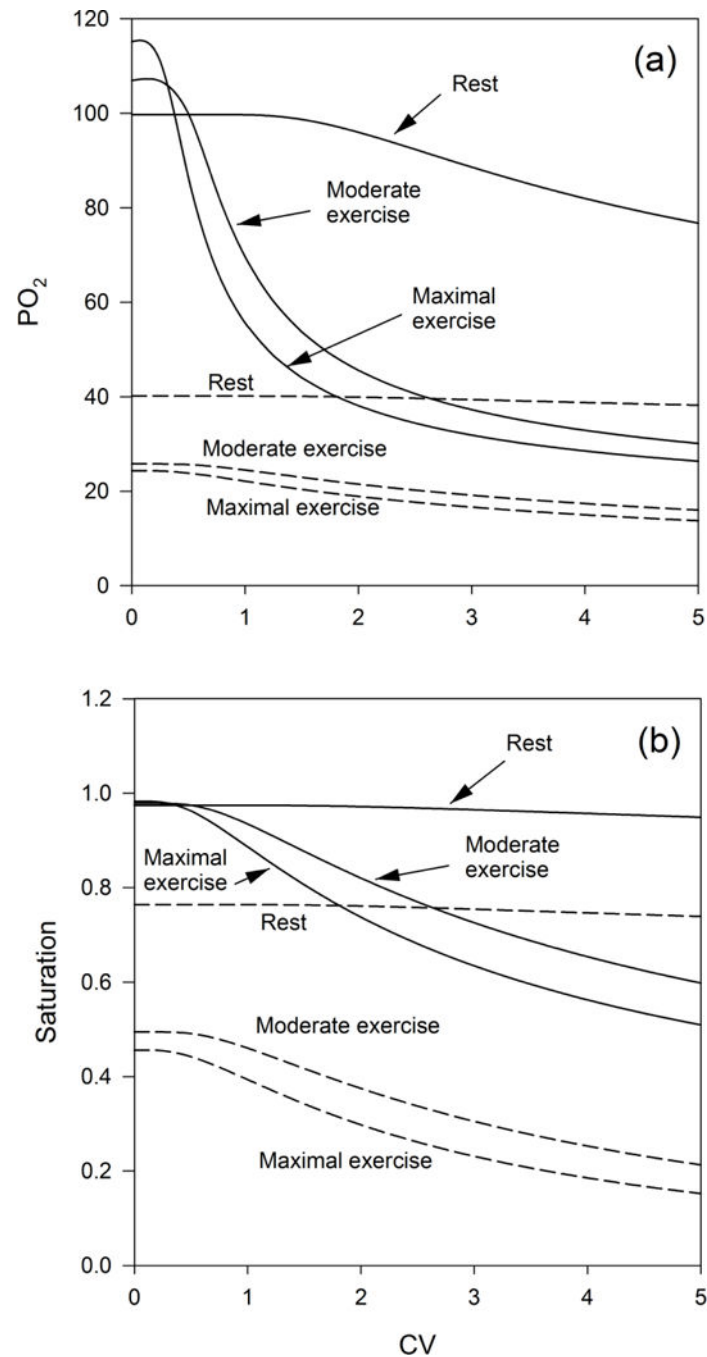 120
(a)
Rest
100
Moderate
exercise
80
PO₂
60
Maximal
exercise
Rest
40
Moderate exercise
20
Maximal exercise
0
0 1 2 3 4 5
1.2
(b)
Rest
1.0
Maximal
exercise
Moderate
exercise
0.8
Rest
Saturation
0.6
Moderate exercise
0.4
Maximal exercise
0.2
0.0
0 1 2 3 4 5
CV